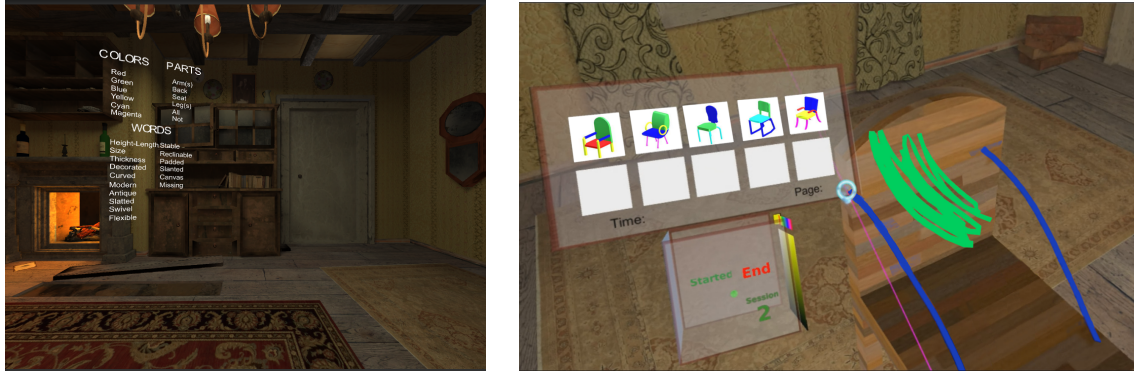 COLORS
Red
Green
Blue
Yellow
Cyan
Magenta
PARTS
Arm(s)
Back
Seat
Leg(s)
All
Not
WORDS
Height-Length
Size
Thickness
Decorated
Curved
Modern
Antique
Slatted
Swivel
Flexible
Stable
Reclinable
Padded
Slanted
Canvas
Missing
Page:
Time:
Started End
Session
2